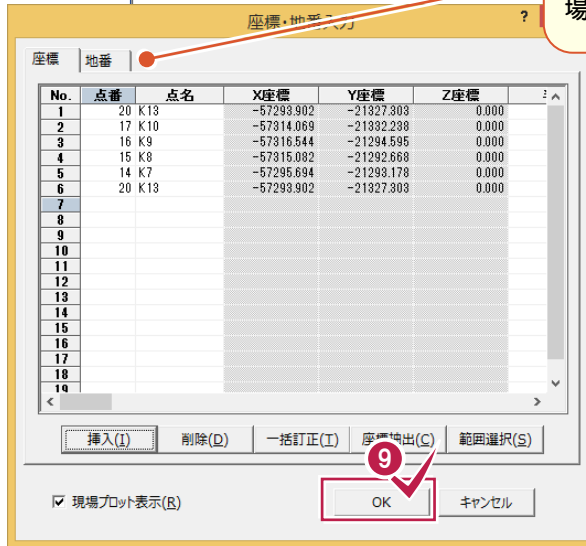 座標・地番入力 ?
場
座標 地番
No. 点番 点名 X座標 Y座標 Z座標
1 20 K13 -57293.902 -21327.303 0.000
2 17 K10 -57314.069 -21332.238 0.000
3 16 K9 -57316.544 -21294.595 0.000
4 15 K8 -57315.082 -21292.668 0.000
5 14 K7 -57295.694 -21293.178 0.000
6 20 K13 -57293.902 -21327.303 0.000
7
8
9
10
11
12
13
14
15
16
17
18
19
挿入(I) 削除(D) 一括訂正(T) 座標抽出(C) 範囲選択(S)
9
現場プロット表示(R) OK キャンセル